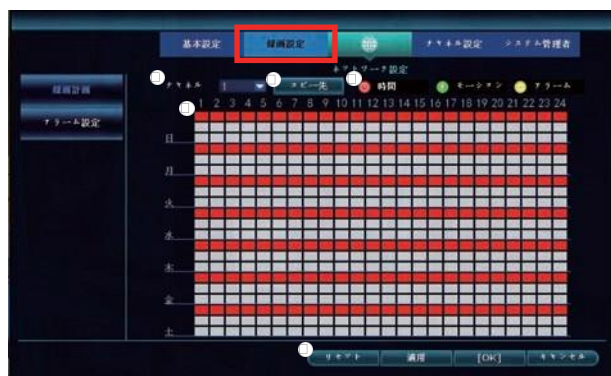 基本設定 録画設定 チャネル設定 システム管理者
ネットワーク設定
録画計画
アラーム設定
チャネル 1 コピー先 時間 モーション アラーム
1 2 3 4 5 6 7 8 9 10 11 12 13 14 15 16 17 18 19 20 21 22 23 24
日
月
火
水
木
金
土
リセット 適用 [OK] キャンセル